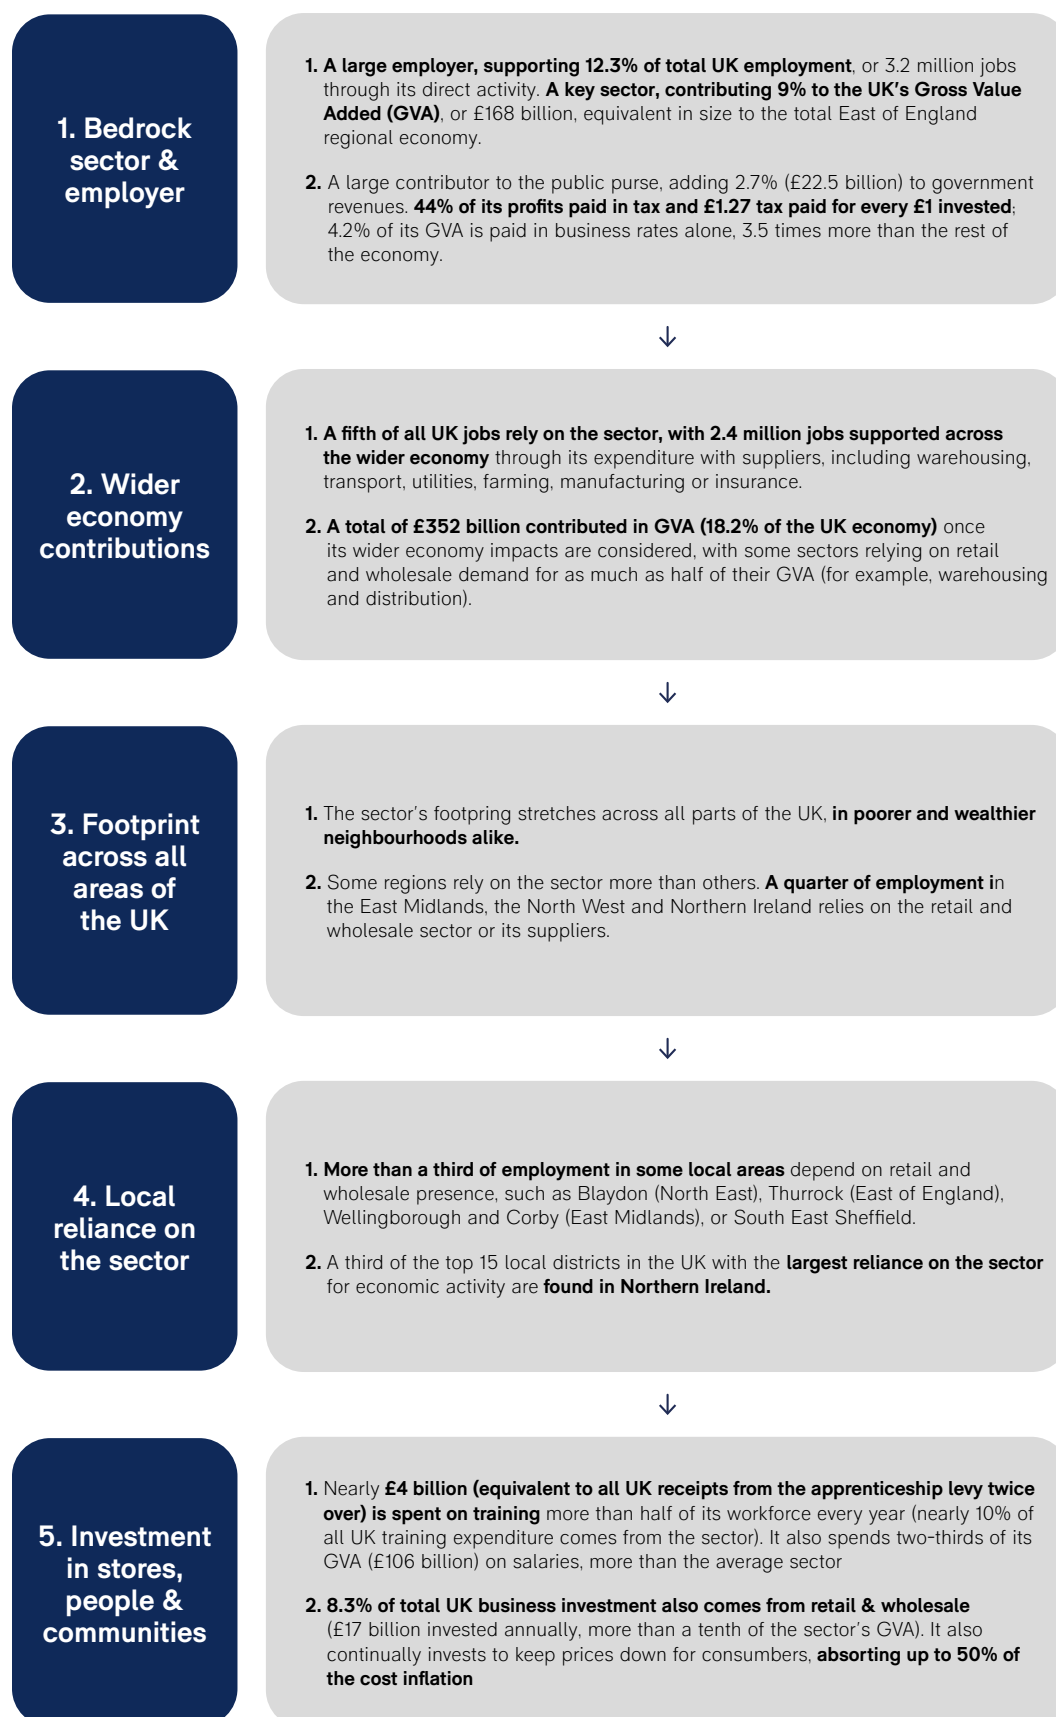 1. Bedrock
sector &
employer
1. A large employer, supporting 12.3% of total UK employment, or 3.2 million jobs
through its direct activity. A key sector, contributing 9% to the UK's Gross Value
Added (GVA), or £168 billion, equivalent in size to the total East of England
regional economy.
2. A large contributor to the public purse, adding 2.7% (£22.5 billion) to government
revenues. 44% of its profits paid in tax and £1.27 tax paid for every £1 invested;
4.2% of its GVA is paid in business rates alone, 3.5 times more than the rest of
the economy.
↓
2. Wider
economy
contributions
1. A fifth of all UK jobs rely on the sector, with 2.4 million jobs supported across
the wider economy through its expenditure with suppliers, including warehousing,
transport, utilities, farming, manufacturing or insurance.
2. A total of £352 billion contributed in GVA (18.2% of the UK economy) once
its wider economy impacts are considered, with some sectors relying on retail
and wholesale demand for as much as half of their GVA (for example, warehousing
and distribution).
↓
3. Footprint
across all
areas of
the UK
1. The sector's footpring stretches across all parts of the UK, in poorer and wealthier
neighbourhoods alike.
2. Some regions rely on the sector more than others. A quarter of employment in
the East Midlands, the North West and Northern Ireland relies on the retail and
wholesale sector or its suppliers.
↓
4. Local
reliance on
the sector
1. More than a third of employment in some local areas depend on retail and
wholesale presence, such as Blaydon (North East), Thurrock (East of England),
Wellingborough and Corby (East Midlands), or South East Sheffield.
2. A third of the top 15 local districts in the UK with the largest reliance on the sector
for economic activity are found in Northern Ireland.
↓
5. Investment
in stores,
people &
communities
1. Nearly £4 billion (equivalent to all UK receipts from the apprenticeship levy twice
over) is spent on training more than half of its workforce every year (nearly 10% of
all UK training expenditure comes from the sector). It also spends two-thirds of its
GVA (£106 billion) on salaries, more than the average sector
2. 8.3% of total UK business investment also comes from retail & wholesale
(£17 billion invested annually, more than a tenth of the sector's GVA). It also
continually invests to keep prices down for consumbers, absorting up to 50% of
the cost inflation